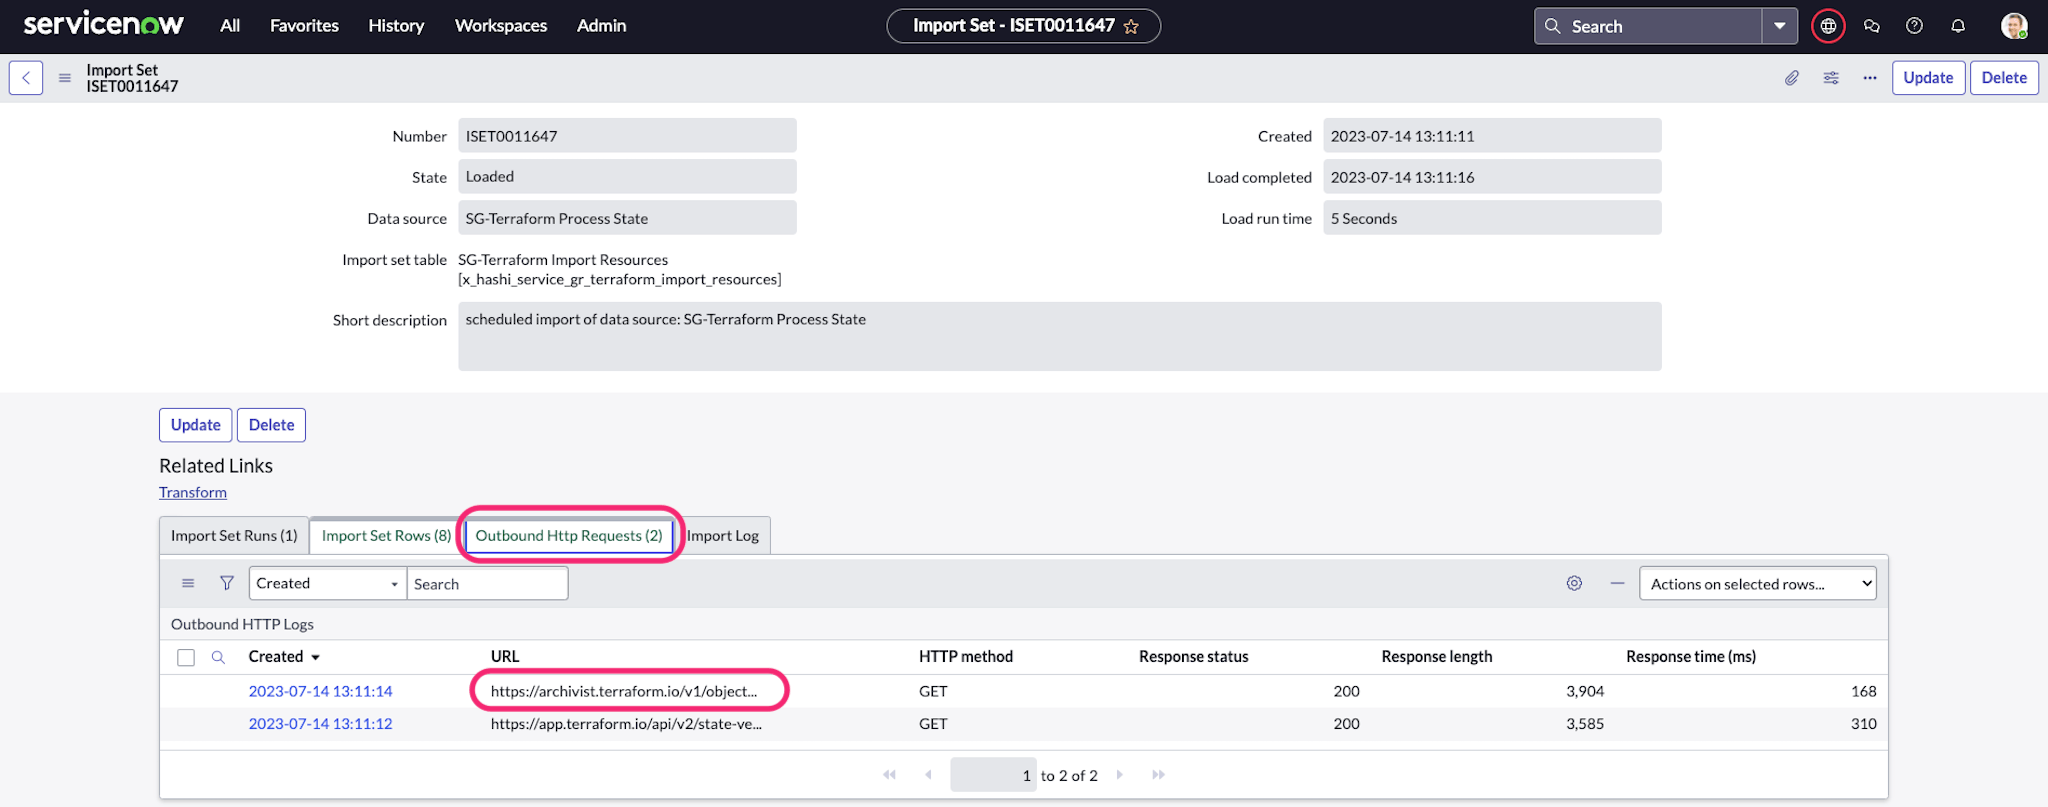 servicenow All Favorites History Workspaces Admin Import Set - ISET0011647 Search
Import Set
ISET0011647 Update Delete
Number ISET0011647 Created 2023-07-14 13:11:11
State Loaded Load completed 2023-07-14 13:11:16
Data source SG-Terraform Process State Load run time 5 Seconds
Import set table SG-Terraform Import Resources
[x_hashi_service_gr_terraform_import_resources]
Short description scheduled import of data source: SG-Terraform Process State
Update Delete
Related Links
Transform
Import Set Runs (1) Import Set Rows (8) Outbound Http Requests (2) Import Log
Created Search Actions on selected rows...
Outbound HTTP Logs
Created URL HTTP method Response status Response length Response time (ms)
2023-07-14 13:11:14 https://archivist.terraform.io/v1/object... GET 200 3,904 168
2023-07-14 13:11:12 https://app.terraform.io/api/v2/state-ve... GET 200 3,585 310
1 to 2 of 2